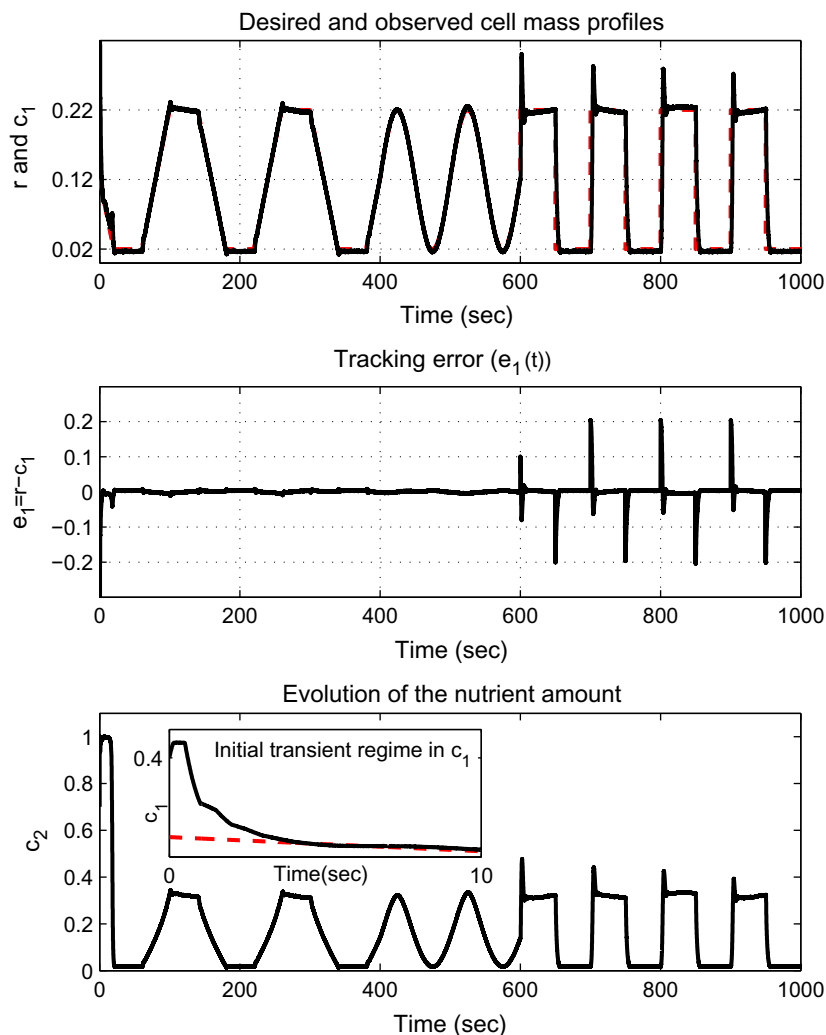 Desired and observed cell mass profiles
r and c1
0.22
0.12
0.02
0 200 400 600 800 1000
Time (sec)
Tracking error (e1(t))
e1=r−c1
0.2
0.1
0
−0.1
−0.2
0 200 400 600 800 1000
Time (sec)
Evolution of the nutrient amount
c2
1
0.8
0.6
0.4
0.2
0
Initial transient regime in c1
0.4
c1
0 Time(sec) 10
0 200 400 600 800 1000
Time (sec)